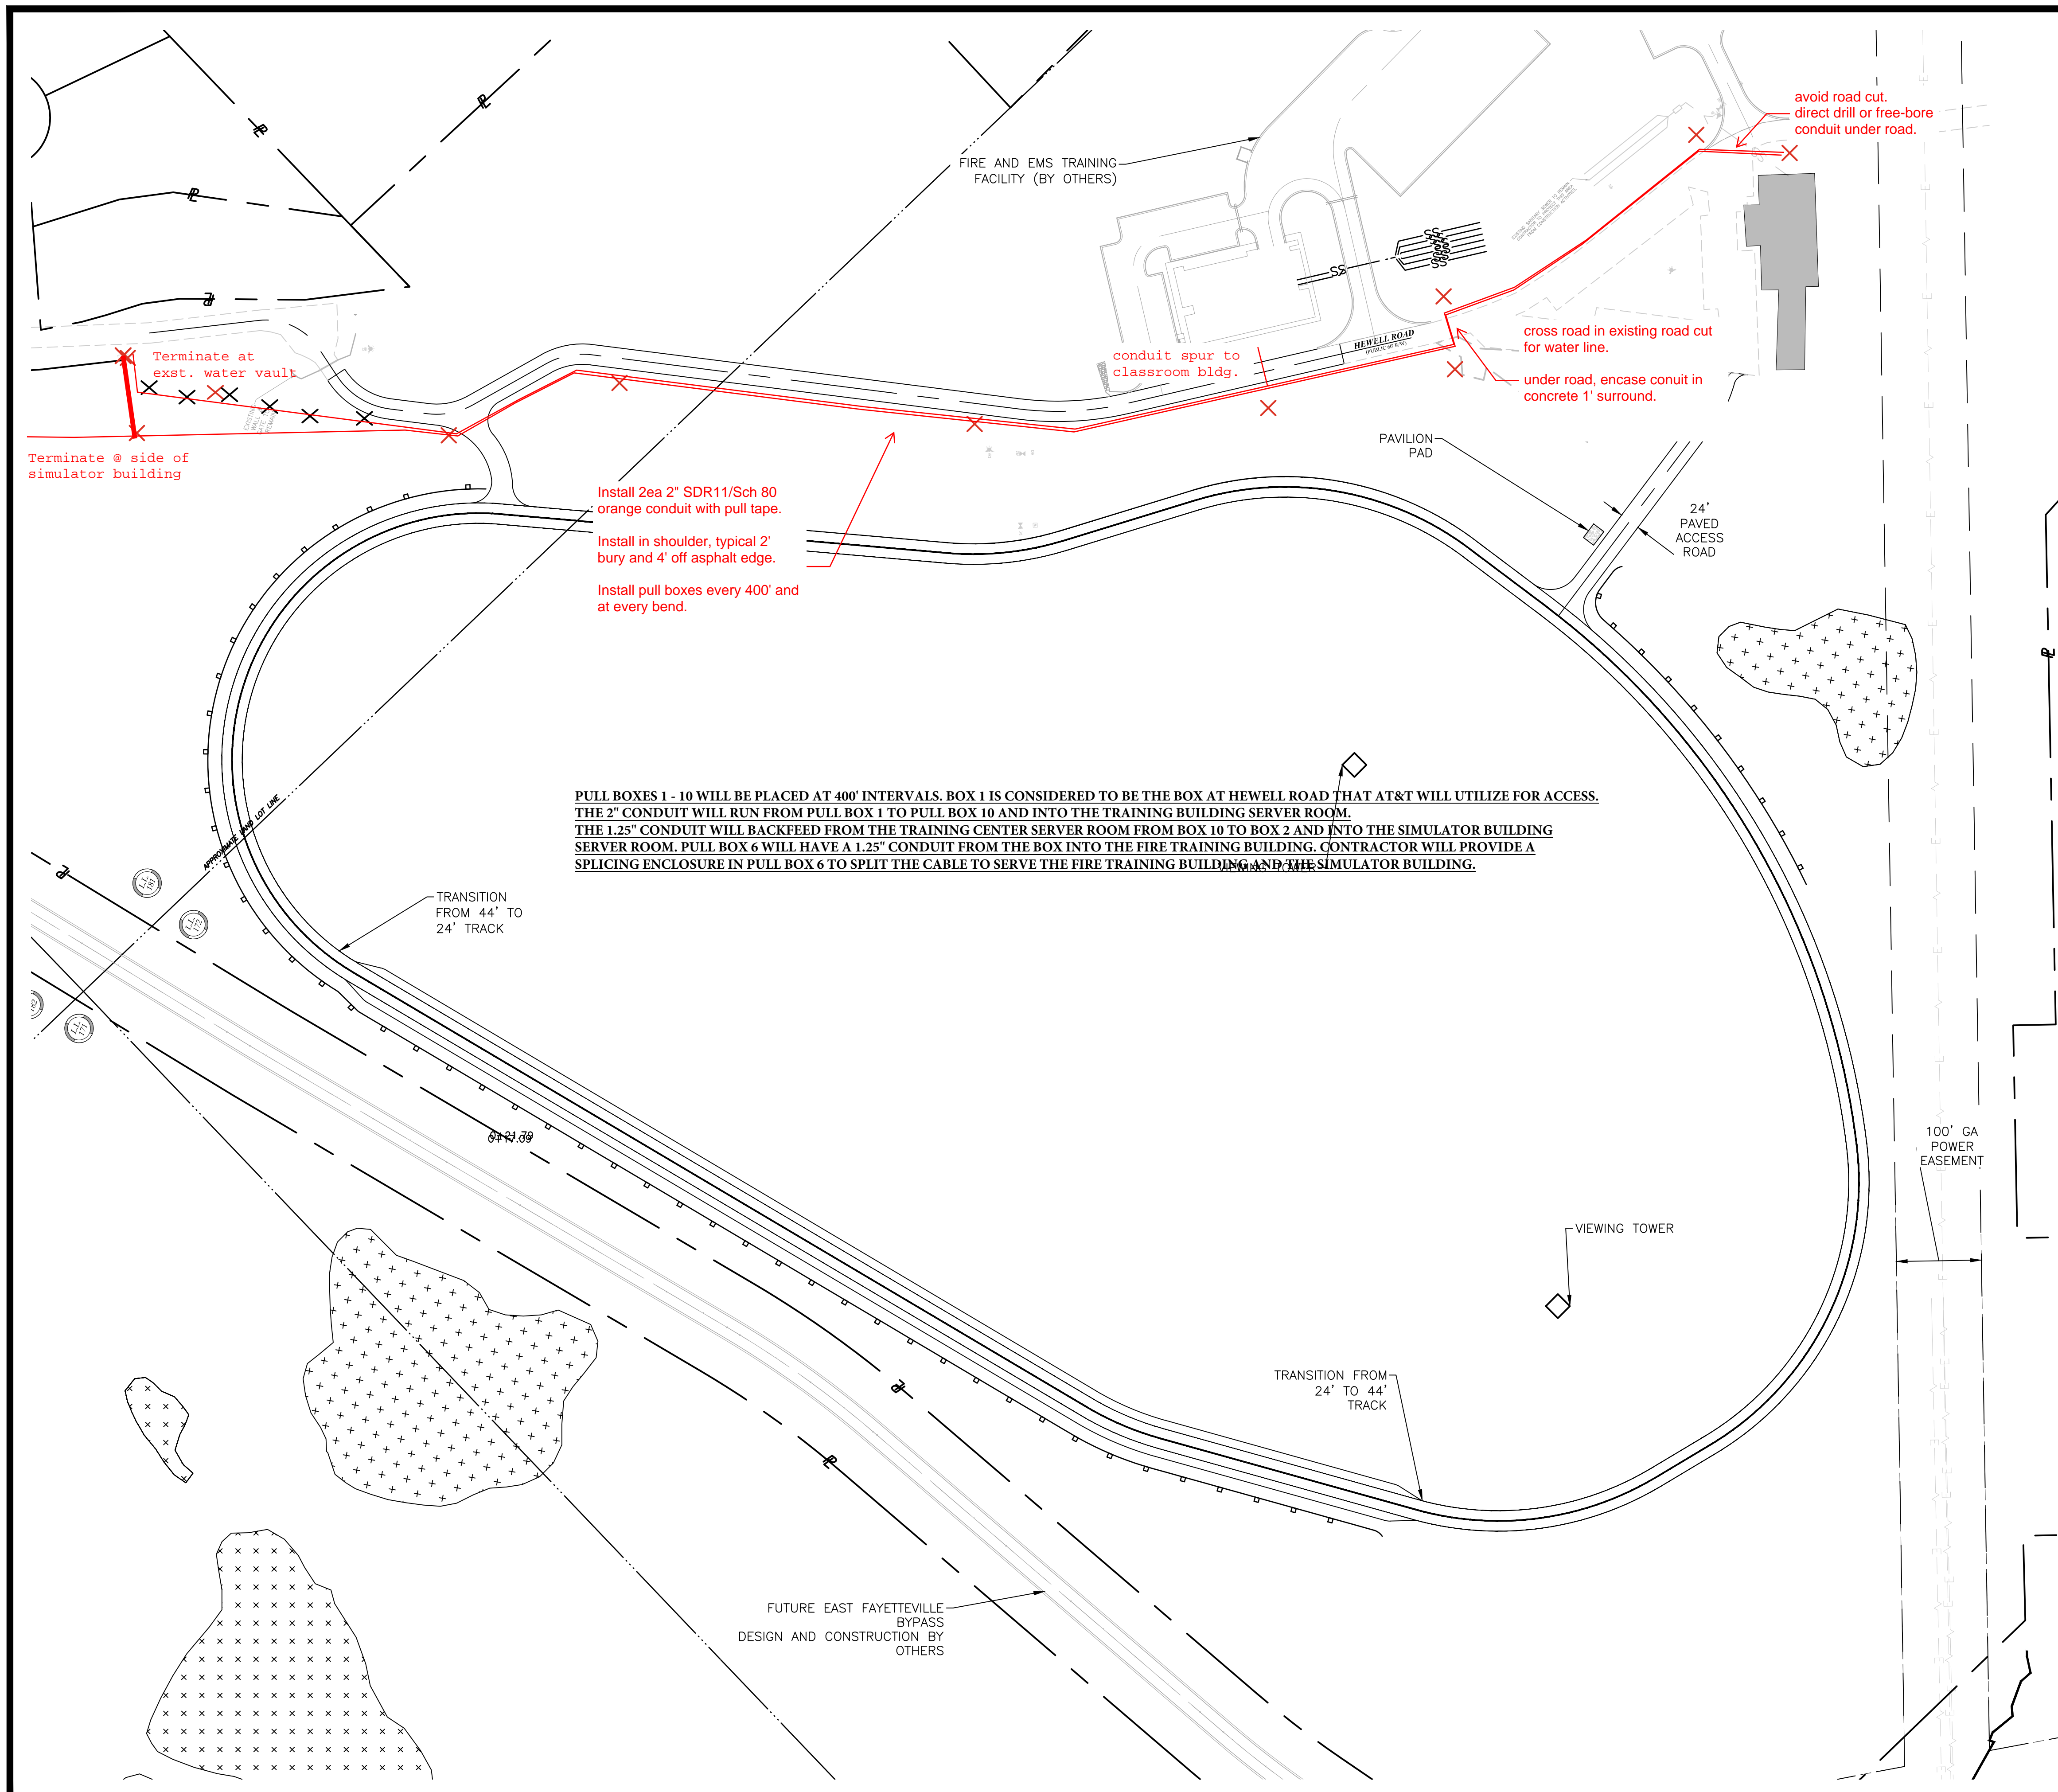 avoid road cut.
direct drill or free-bore
conduit under road.
FIRE AND EMS TRAINING
FACILITY (BY OTHERS)
SS
SS
SS
HEWELL ROAD
(PUBLIC 60' R/W)
cross road in existing road cut
for water line.
under road, encase conuit in
concrete 1' surround.
Terminate at
exst. water vault
conduit spur to
classroom bldg.
Terminate @ side of
simulator building
PAVILION
PAD
24'
PAVED
ACCESS
ROAD
Install 2ea 2" SDR11/Sch 80
orange conduit with pull tape.
Install in shoulder, typical 2'
bury and 4' off asphalt edge.
Install pull boxes every 400' and
at every bend.
PULL BOXES 1 - 10 WILL BE PLACED AT 400' INTERVALS. BOX 1 IS CONSIDERED TO BE THE BOX AT HEWELL ROAD THAT AT&T WILL UTILIZE FOR ACCESS.
THE 2" CONDUIT WILL RUN FROM PULL BOX 1 TO PULL BOX 10 AND INTO THE TRAINING BUILDING SERVER ROOM.
THE 1.25" CONDUIT WILL BACKFEED FROM THE TRAINING CENTER SERVER ROOM FROM BOX 10 TO BOX 2 AND INTO THE SIMULATOR BUILDING
SERVER ROOM. PULL BOX 6 WILL HAVE A 1.25" CONDUIT FROM THE BOX INTO THE FIRE TRAINING BUILDING. CONTRACTOR WILL PROVIDE A
SPLICING ENCLOSURE IN PULL BOX 6 TO SPLIT THE CABLE TO SERVE THE FIRE TRAINING BUILDING AND THE SIMULATOR BUILDING.
VIEWING TOWER
APPROXIMATE LAND LOT LINE
L.L.
181
L.L.
172
182
L.L.
171
TRANSITION
FROM 44' TO
24' TRACK
100' GA
POWER
EASEMENT
VIEWING TOWER
TRANSITION FROM
24' TO 44'
TRACK
FUTURE EAST FAYETTEVILLE
BYPASS
DESIGN AND CONSTRUCTION BY
OTHERS